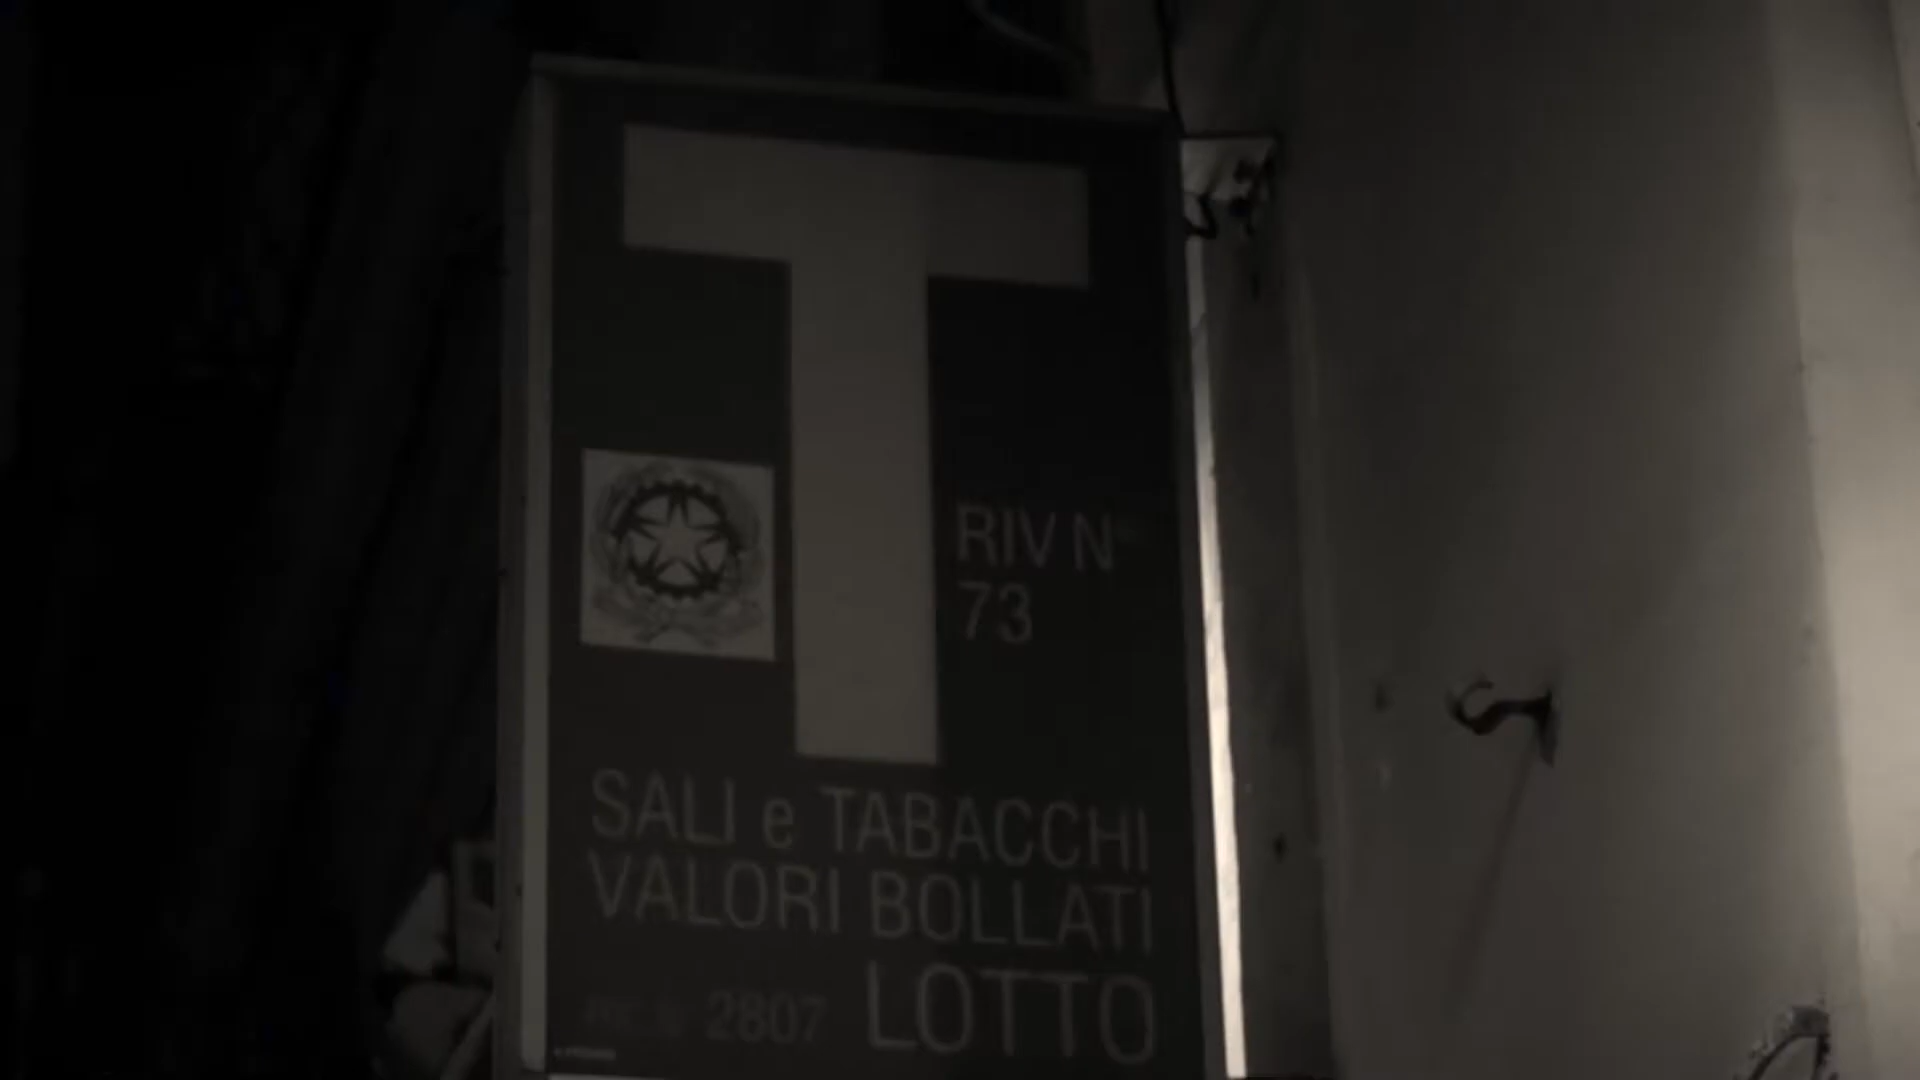 T
RIV N°
73
SALI e TABACCHI
VALORI BOLLATI
2807 LOTTO